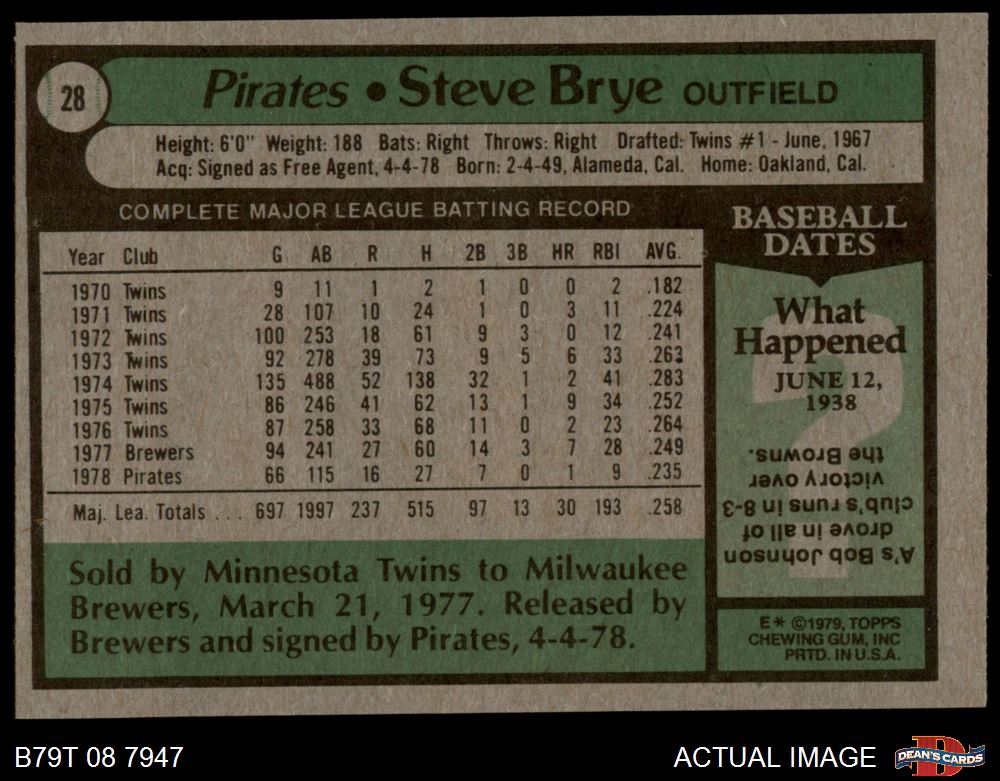 28
Pirates • Steve Brye OUTFIELD
Height: 6'0" Weight: 188 Bats: Right Throws: Right Drafted: Twins #1 - June, 1967
Acq: Signed as Free Agent, 4-4-78 Born: 2-4-49, Alameda, Cal. Home: Oakland, Cal.
COMPLETE MAJOR LEAGUE BATTING RECORD
Year Club G AB R H 2B 3B HR RBI AVG.
1970 Twins 9 11 1 2 1 0 0 2 .182
1971 Twins 28 107 10 24 1 0 3 11 .224
1972 Twins 100 253 18 61 9 3 0 12 .241
1973 Twins 92 278 39 73 9 5 6 33 .263
1974 Twins 135 488 52 138 32 1 2 41 .283
1975 Twins 86 246 41 62 13 1 9 34 .252
1976 Twins 87 258 33 68 11 0 2 23 .264
1977 Brewers 94 241 27 60 14 3 7 28 .249
1978 Pirates 66 115 16 27 7 0 1 9 .235
Maj. Lea. Totals ... 697 1997 237 515 97 13 30 193 .258
Sold by Minnesota Twins to Milwaukee
Brewers, March 21, 1977. Released by
Brewers and signed by Pirates, 4-4-78.
BASEBALL
DATES
What
Happened
JUNE 12,
1938
A's Bob Johnson
drove in all of
club's runs in 8-3
victory over
the Browns.
E* ©1979, TOPPS
CHEWING GUM, INC
PRTD. IN U.S.A.
B79T 08 7947
ACTUAL IMAGE
D
DEAN'S CARDS